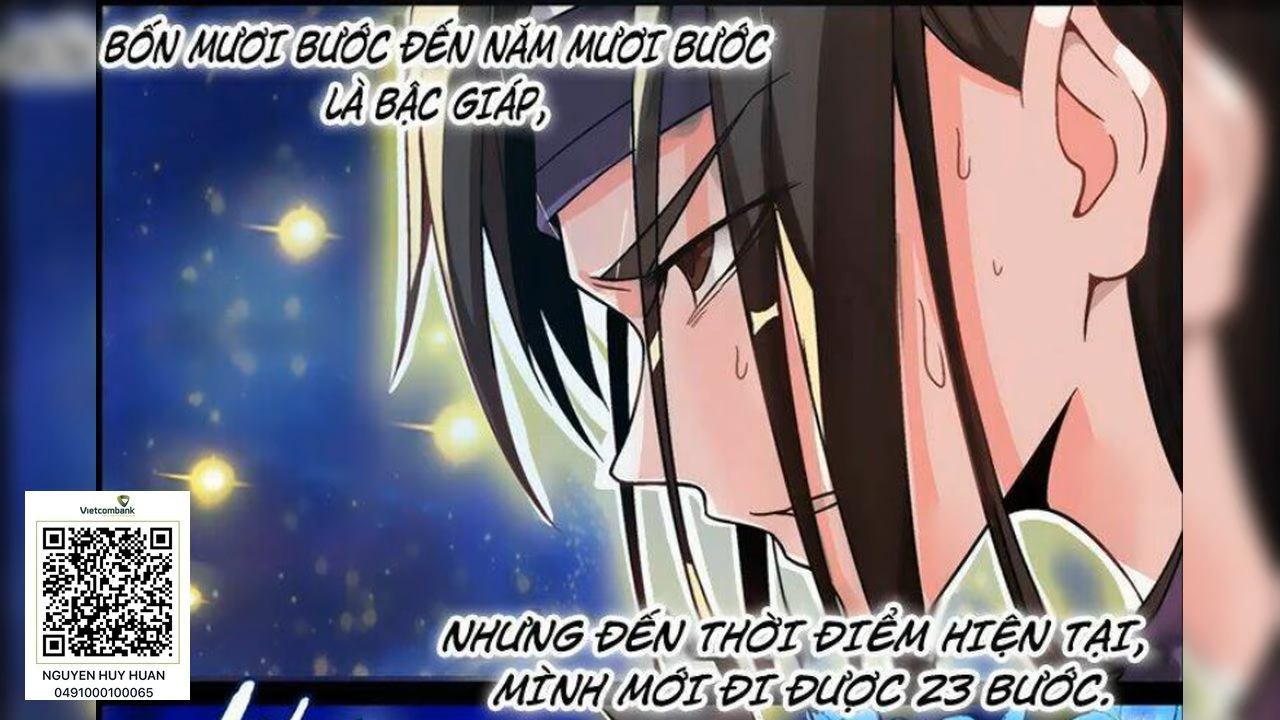 BỐN MƯƠI BƯỚC ĐẾN NĂM MƯƠI BƯỚC
LÀ BẬC GIÁP,
NHƯNG ĐẾN THỜI ĐIỂM HIỆN TẠI,
MÌNH MỚI ĐI ĐƯỢC 23 BƯỚC.
Vietcombank
NGUYEN HUY HUAN
0491000100065